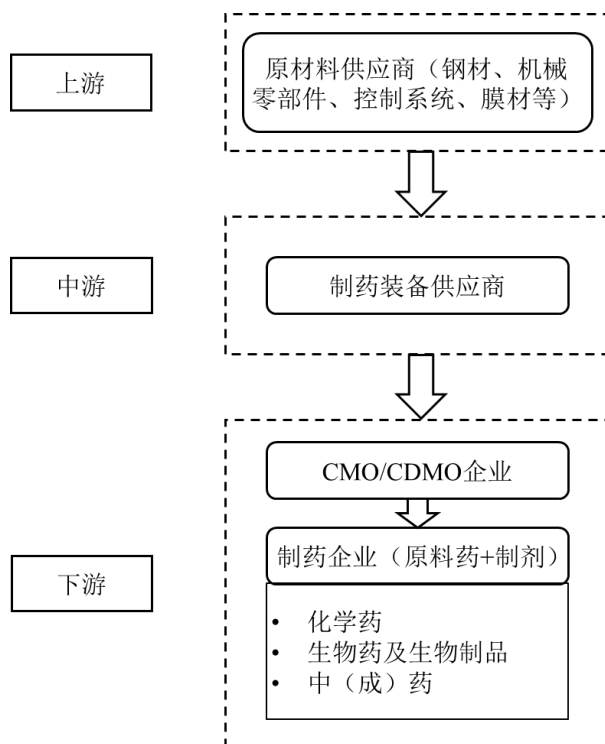 上游
原材料供应商（钢材、机械
零部件、控制系统、膜材等）
中游
制药装备供应商
下游
CMO/CDMO企业
制药企业（原料药+制剂）
• 化学药
• 生物药及生物制品
• 中（成）药